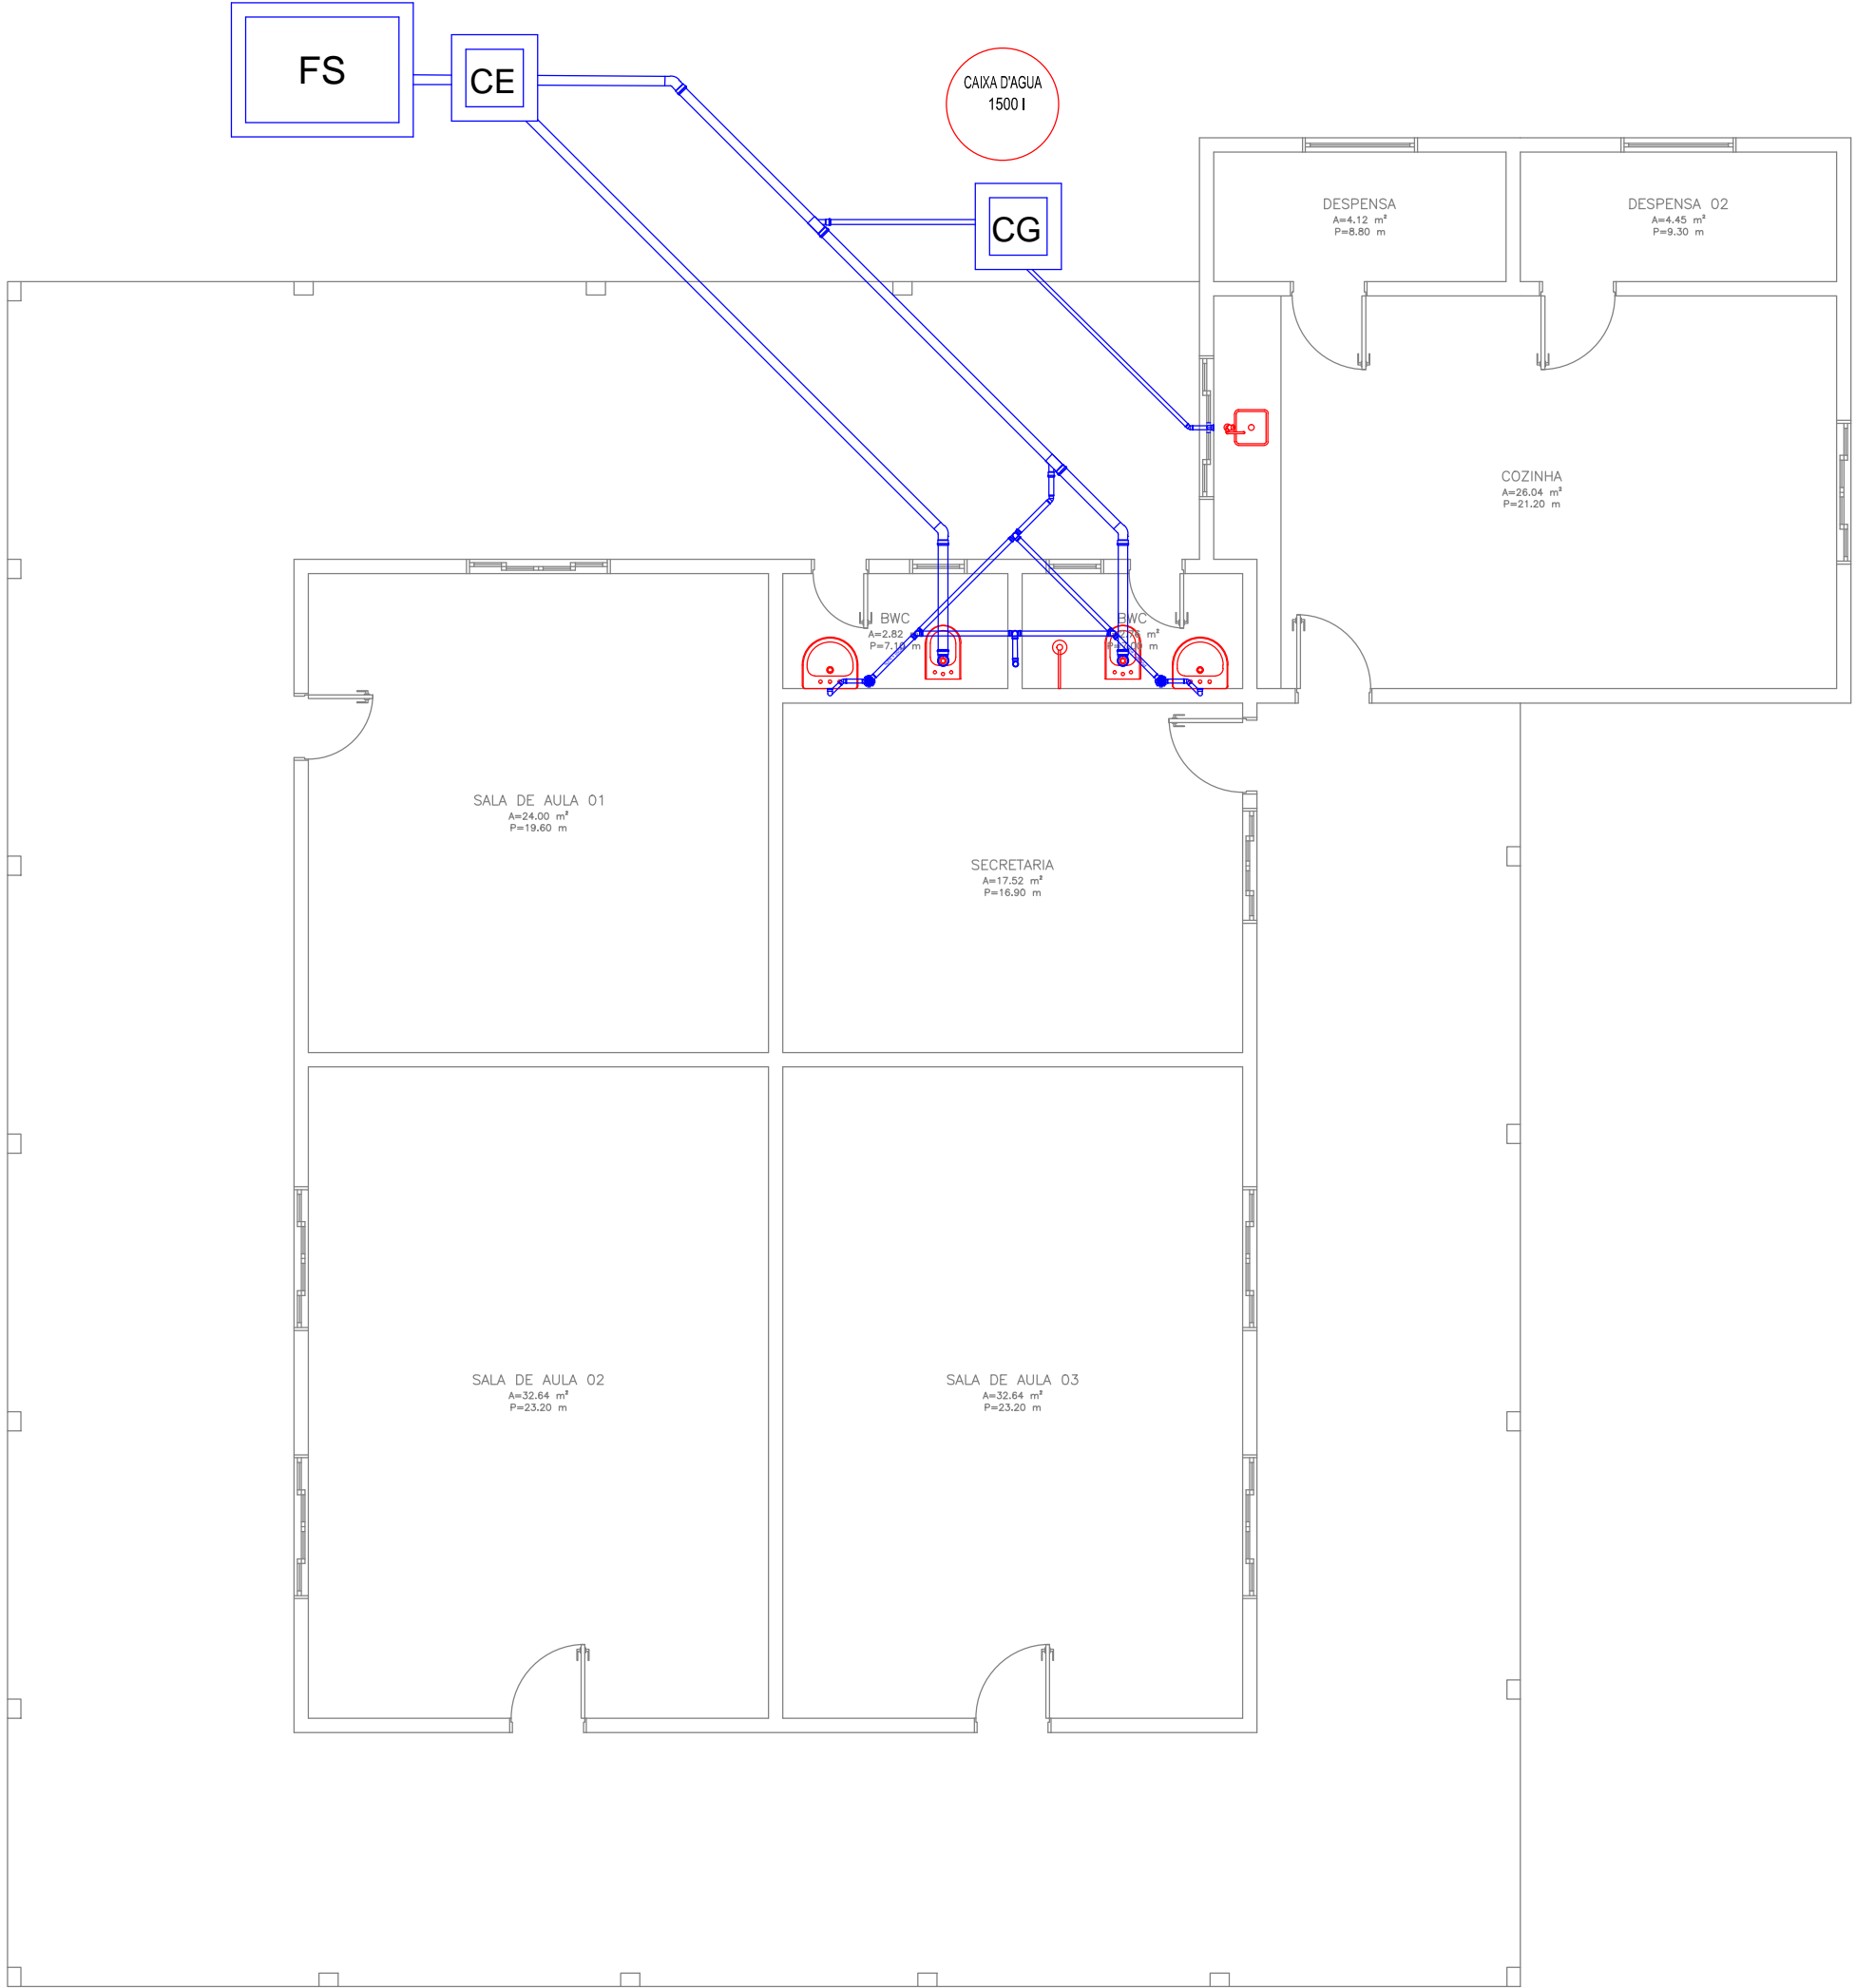 FS
CE
CAIXA D'AGUA
1500 l
CG
DESPENSA
A=4.12 m²
P=8.80 m
DESPENSA 02
A=4.45 m²
P=9.30 m
COZINHA
A=26.04 m²
P=21.20 m
BWC
A=2.82
P=7.10 m
BWC
m²
m
SALA DE AULA 01
A=24.00 m²
P=19.60 m
SECRETARIA
A=17.52 m²
P=16.90 m
SALA DE AULA 02
A=32.64 m²
P=23.20 m
SALA DE AULA 03
A=32.64 m²
P=23.20 m